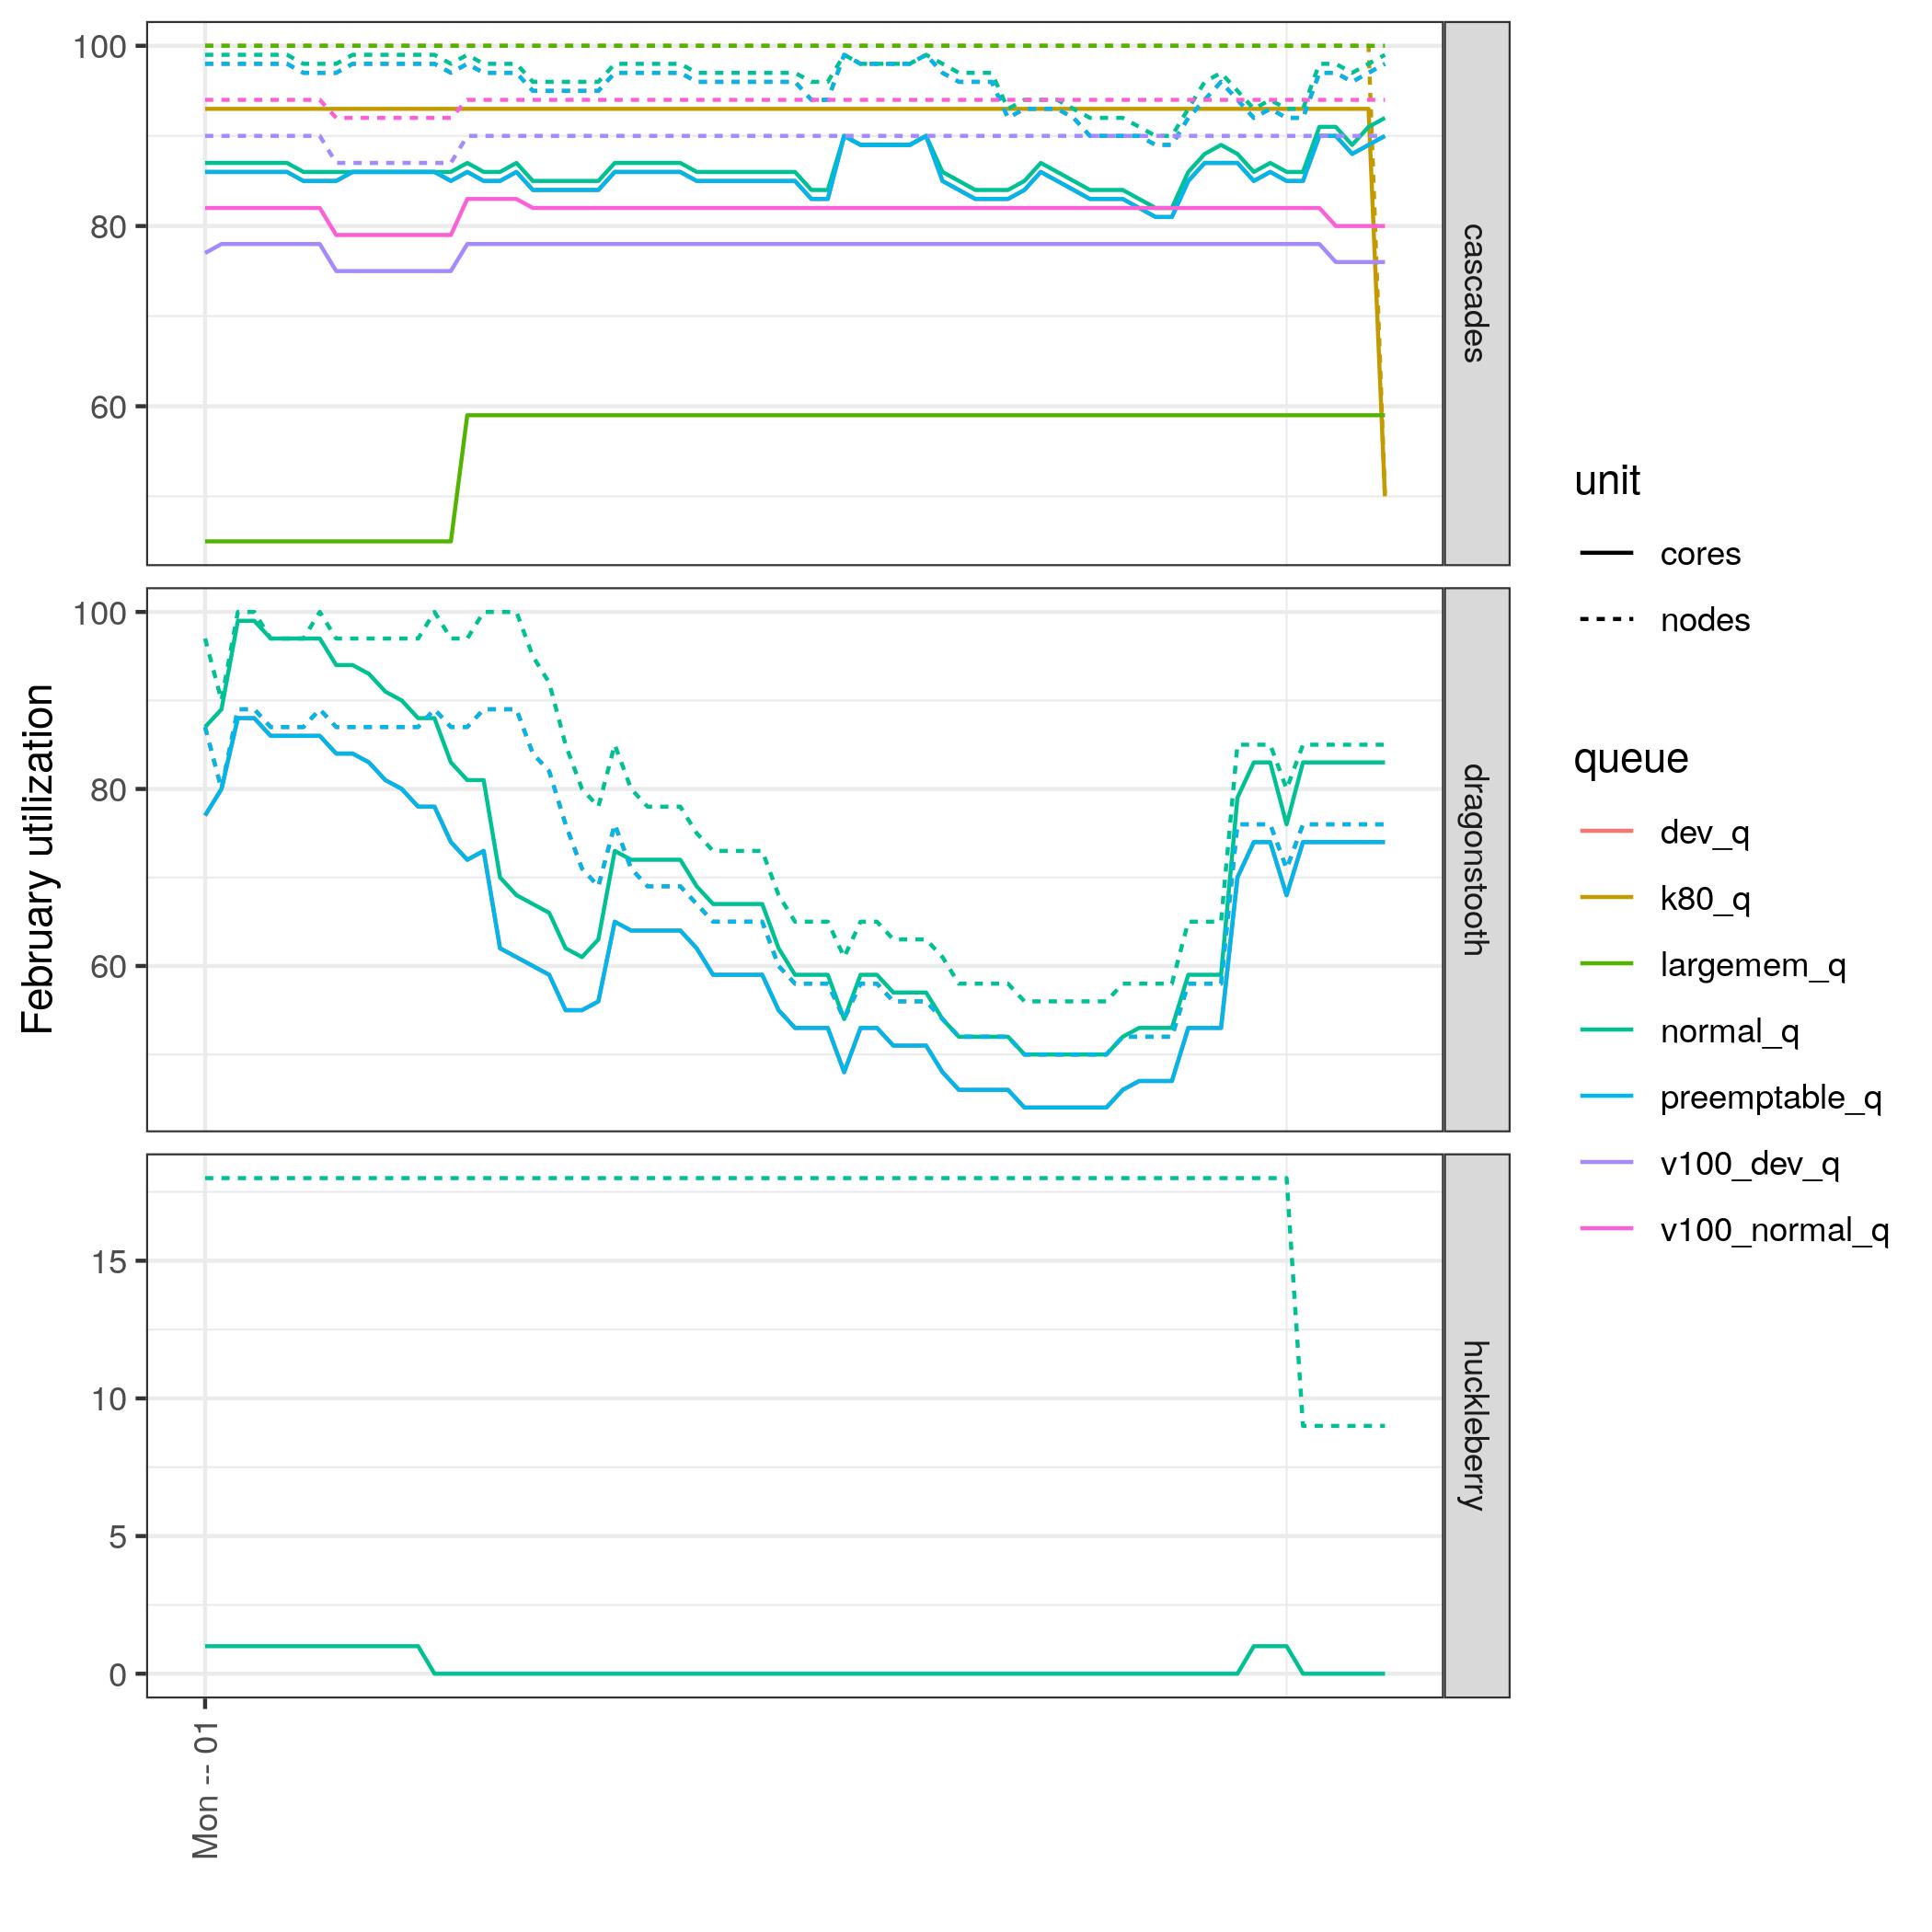 February utilization
100
80
60
cascades
100
80
60
dragonstooth
15
10
5
0
huckleberry
Mon -- 01
unit
cores
nodes
queue
dev_q
k80_q
largemem_q
normal_q
preemptable_q
v100_dev_q
v100_normal_q